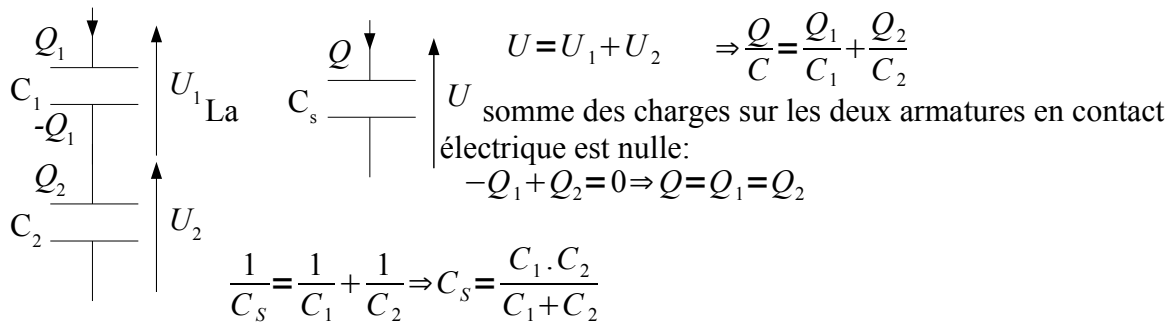 Q₁
C₁
-Q₁
U₁
La
Q₂
C₂
U₂
Q
Cₛ
U
U = U₁ + U₂ ⇒ Q/C = Q₁/C₁ + Q₂/C₂
somme des charges sur les deux armatures en contact
électrique est nulle:
−Q₁ + Q₂ = 0 ⇒ Q = Q₁ = Q₂
1/C_S = 1/C₁ + 1/C₂ ⇒ C_S = C₁.C₂/(C₁+C₂)